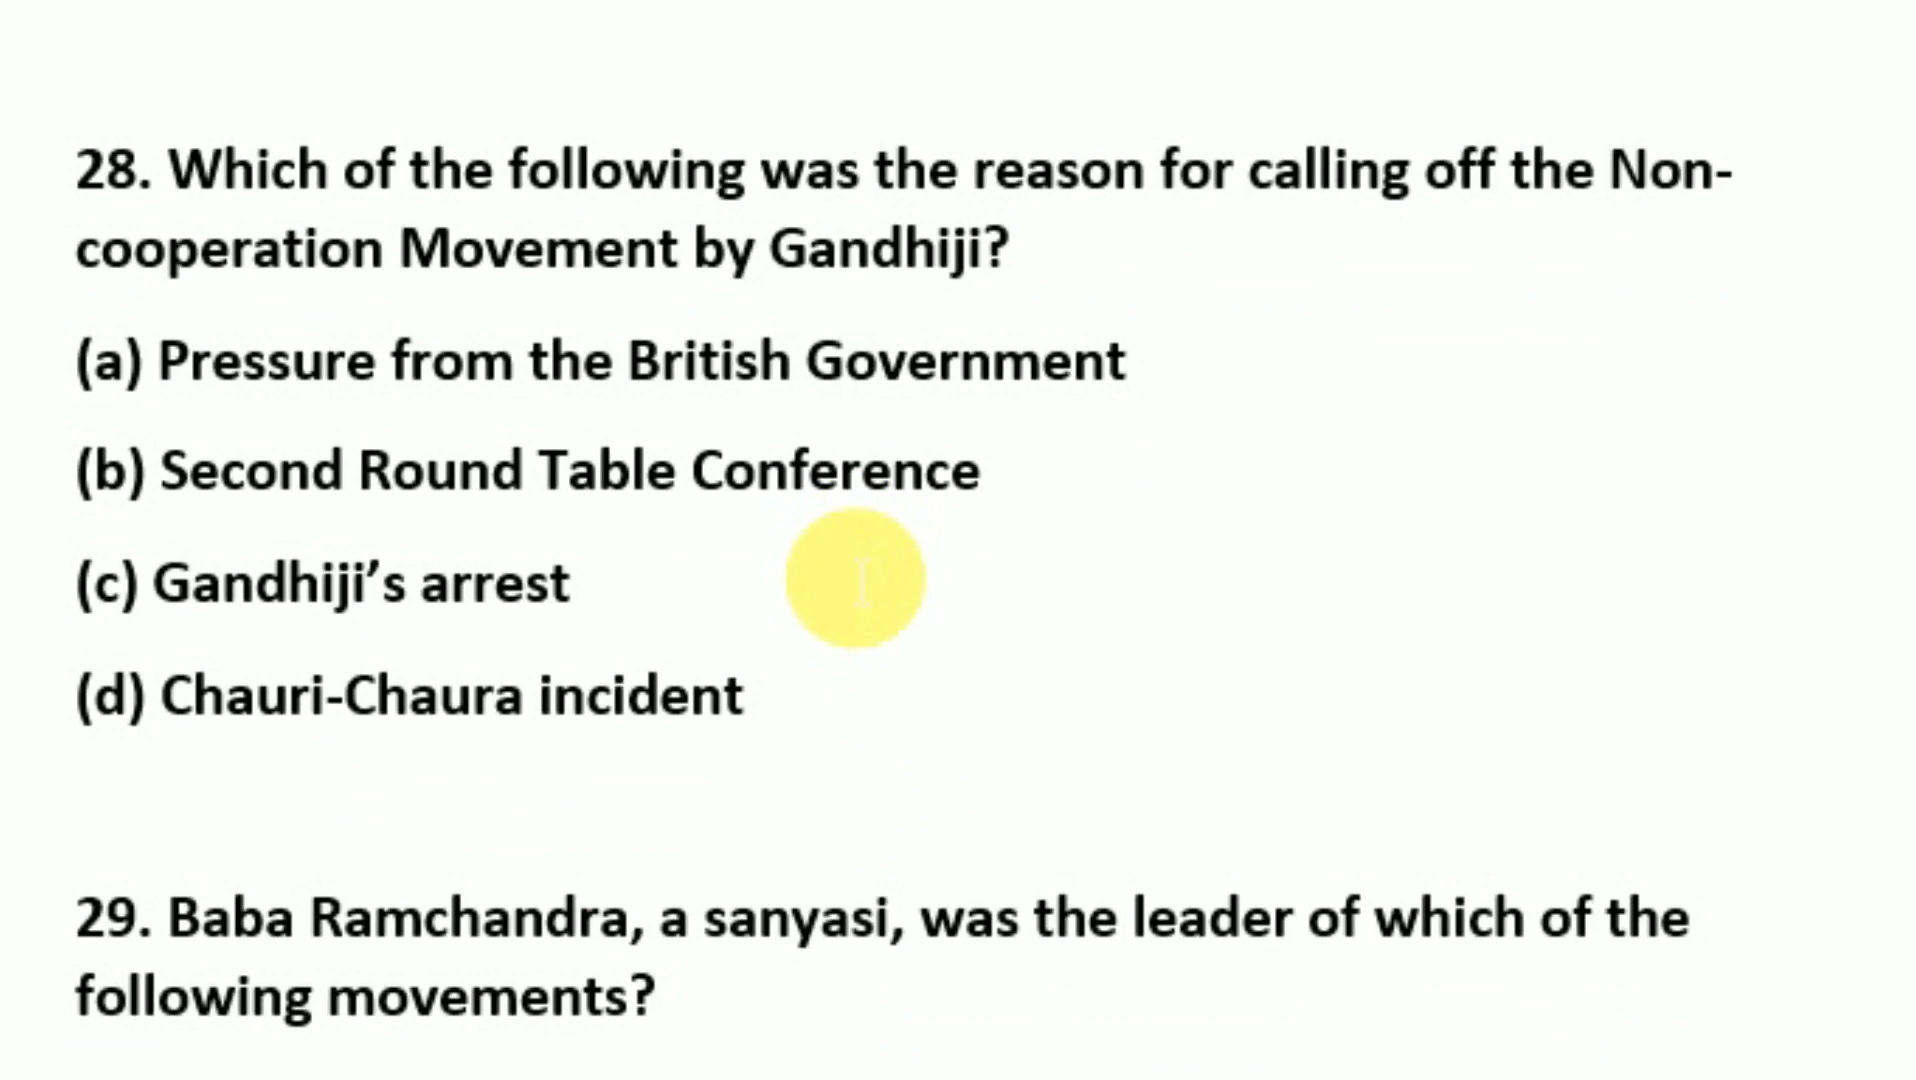 28. Which of the following was the reason for calling off the Non-
cooperation Movement by Gandhiji?
(a) Pressure from the British Government
(b) Second Round Table Conference
(c) Gandhiji’s arrest
(d) Chauri-Chaura incident
29. Baba Ramchandra, a sanyasi, was the leader of which of the
following movements?